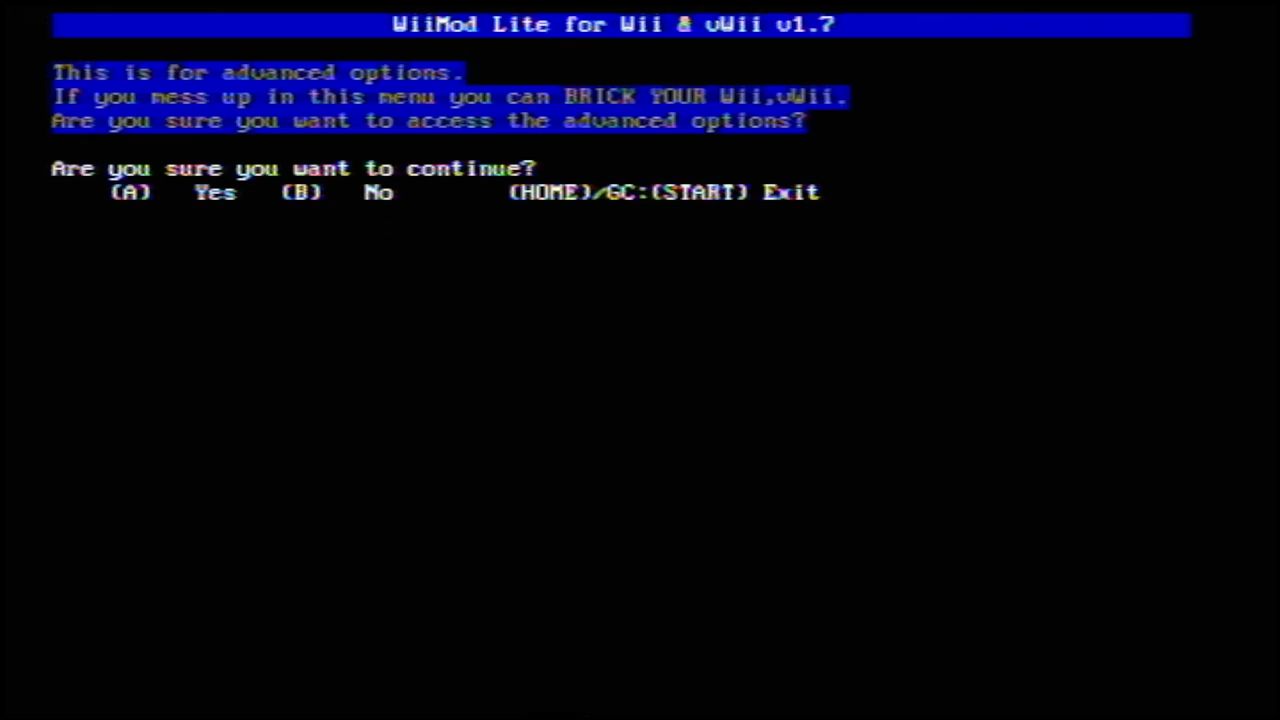 WiiMod Lite for Wii & vWii v1.7
This is for advanced options.
If you mess up in this menu you can BRICK YOUR Wii,vWii.
Are you sure you want to access the advanced options?
Are you sure you want to continue?
(A) Yes (B) No (HOME)/GC:(START) Exit